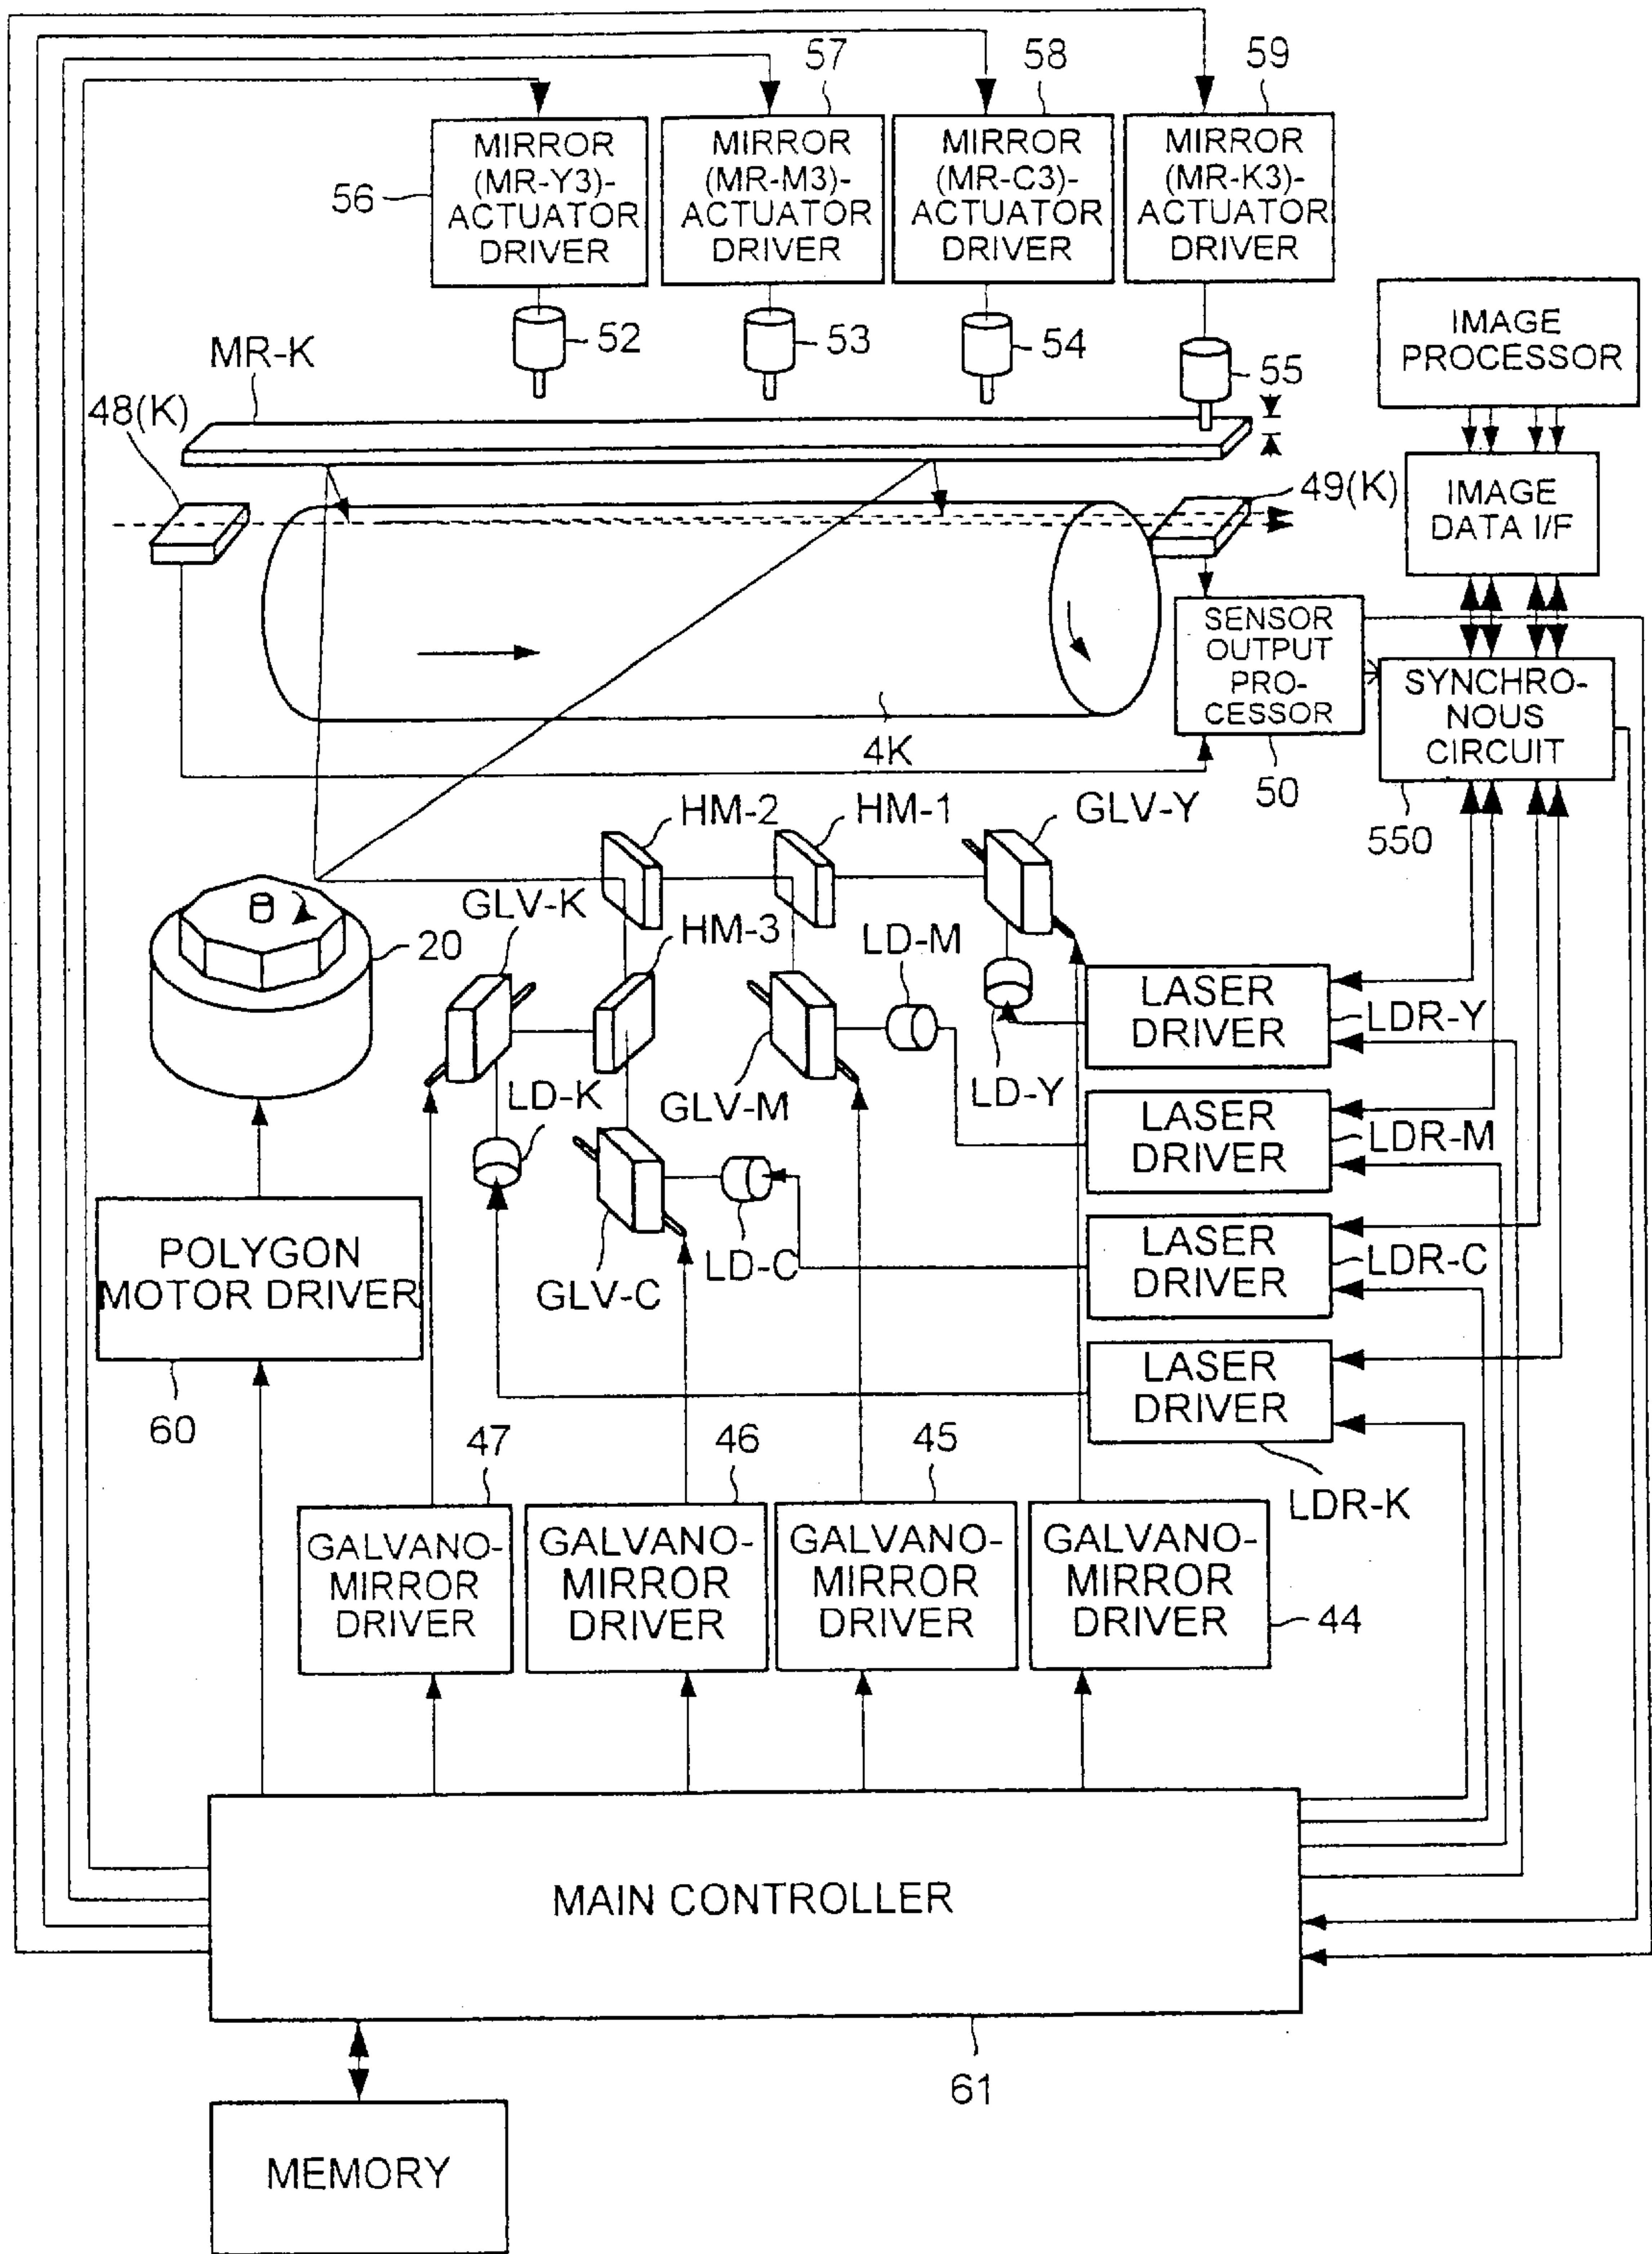 57
58
59
MIRROR
(MR-Y3)-
ACTUATOR
DRIVER
56
MIRROR
(MR-M3)-
ACTUATOR
DRIVER
MIRROR
(MR-C3)-
ACTUATOR
DRIVER
MIRROR
(MR-K3)-
ACTUATOR
DRIVER
52
53
54
55
IMAGE
PROCESSOR
MR-K
48(K)
49(K)
IMAGE
DATA I/F
SENSOR
OUTPUT
PRO-
CESSOR
SYNCHRO-
NOUS
CIRCUIT
4K
50
550
HM-2
HM-1
GLV-Y
GLV-K
HM-3
LD-M
20
LASER
DRIVER
LDR-Y
LD-K
GLV-M
LD-Y
LASER
DRIVER
LDR-M
POLYGON
MOTOR DRIVER
GLV-C
LD-C
LASER
DRIVER
LDR-C
LASER
DRIVER
60
LDR-K
47
46
45
GALVANO-
MIRROR
DRIVER
GALVANO-
MIRROR
DRIVER
GALVANO-
MIRROR
DRIVER
GALVANO-
MIRROR
DRIVER
44
MAIN CONTROLLER
61
MEMORY